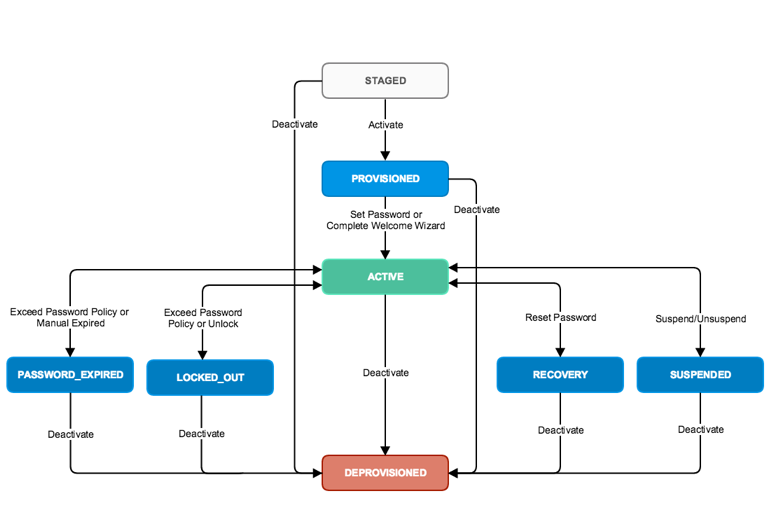 STAGED
Deactivate
Activate
PROVISIONED
Set Password or
Complete Welcome Wizard
Deactivate
ACTIVE
Exceed Password Policy or
Manual Expired
Exceed Password
Policy or Unlock
Reset Password
Suspend/Unsuspend
PASSWORD_EXPIRED
LOCKED_OUT
Deactivate
RECOVERY
SUSPENDED
Deactivate
Deactivate
Deactivate
Deactivate
DEPROVISIONED